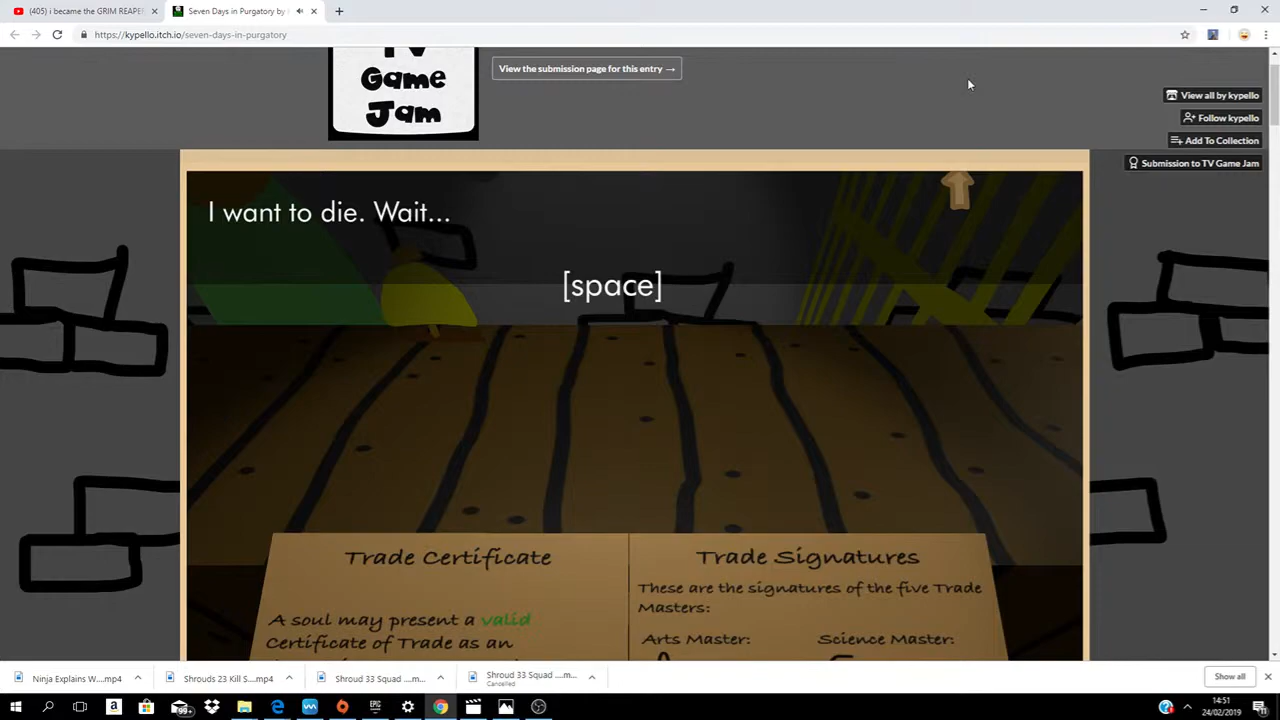 (405) i became the GRIM REAPER
Seven Days in Purgatory by
https://kypello.itch.io/seven-days-in-purgatory
Game
Jam
View the submission page for this entry →
View all by kypello
Follow kypello
Add To Collection
Submission to TV Game Jam
I want to die. Wait...
[space]
Trade Certificate
A soul may present a valid
Certificate of Trade as an
Trade Signatures
These are the signatures of the five Trade
Masters:
Arts Master:
Science Master:
Ninja Explains W....mp4
Shrouds 23 Kill S....mp4
Shroud 33 Squad ....m...
Shroud 33 Squad ....m...
Cancelled
Show all
99+
EPIC
14:51
24/02/2019